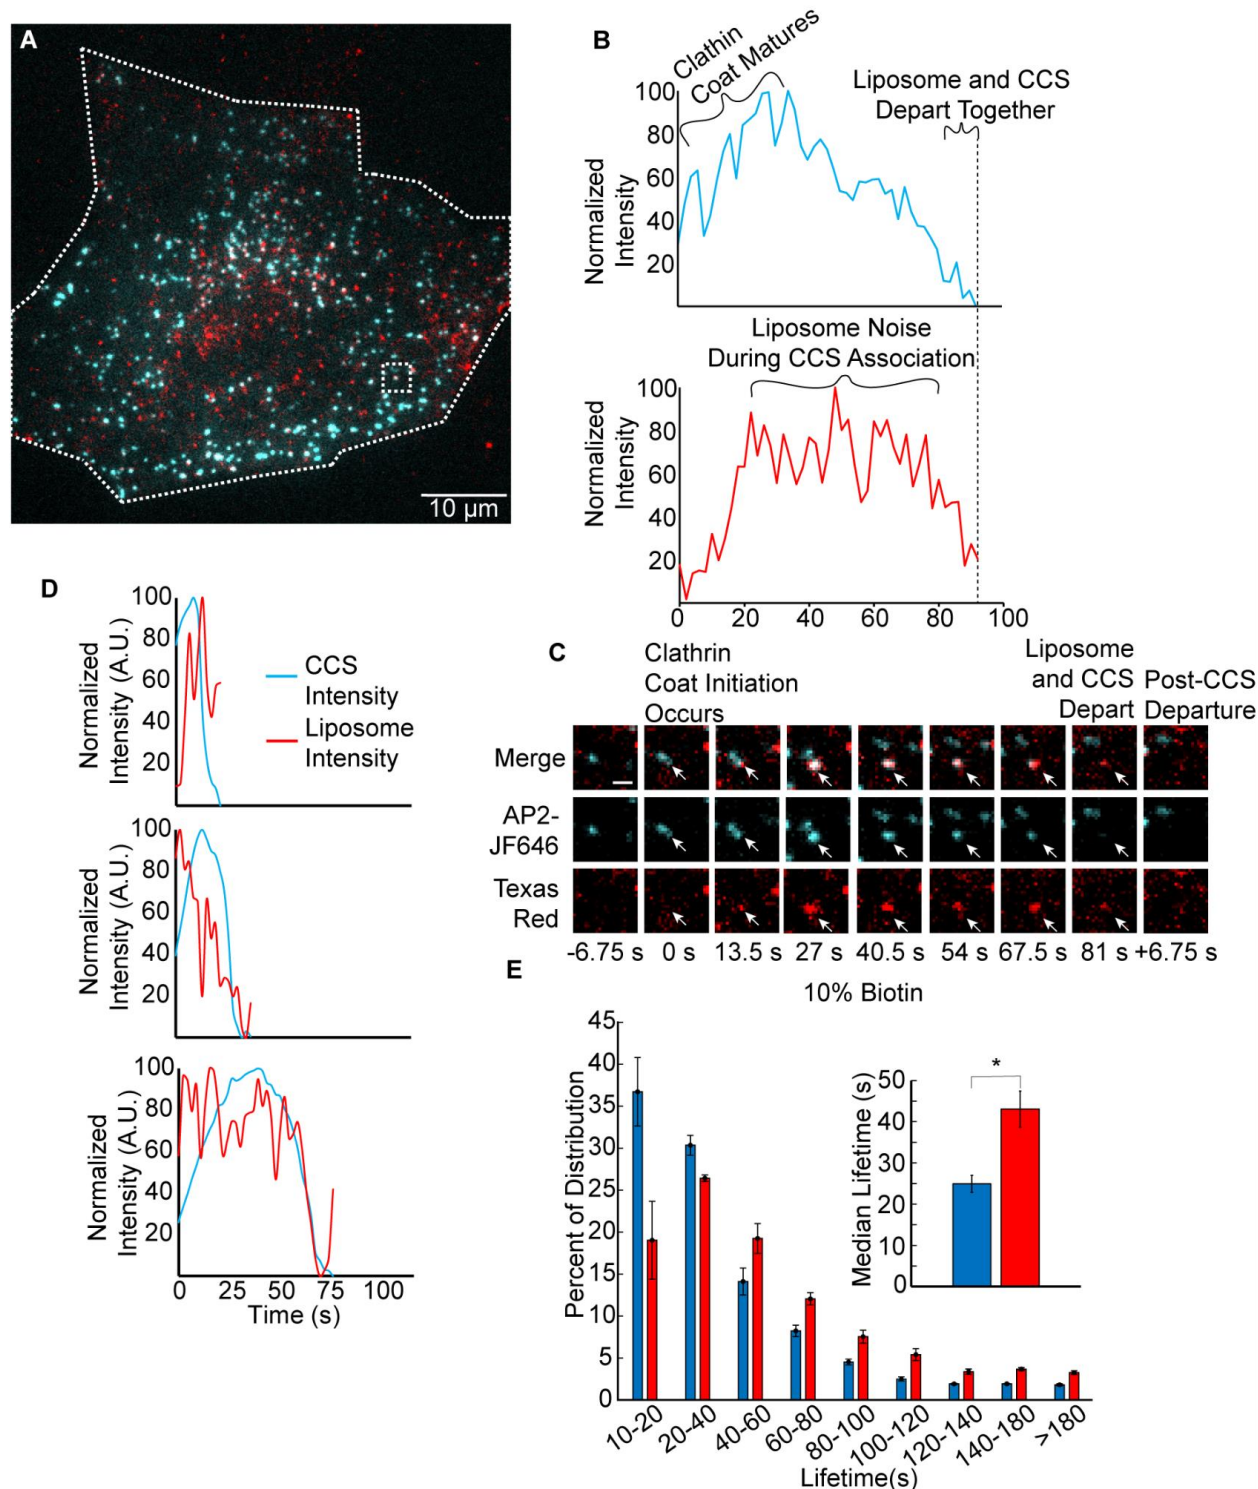 A
10 µm
B
Clathin
Coat Matures
Liposome and CCS
Depart Together
Normalized
Intensity
100
80
60
40
20
Liposome Noise
During CCS Association
Normalized
Intensity
100
80
60
40
20
0 20 40 60 80 100
C
Clathrin
Coat Initiation
Occurs
Liposome
and CCS
Depart
Post-CCS
Departure
Merge
AP2-
JF646
Texas
Red
-6.75 s 0 s 13.5 s 27 s 40.5 s 54 s 67.5 s 81 s +6.75 s
D
Normalized
Intensity (A.U.)
100
80
60
40
20
CCS
Intensity
Liposome
Intensity
Normalized
Intensity (A.U.)
100
80
60
40
20
Normalized
Intensity (A.U.)
100
80
60
40
20
0 25 50 75 100
Time (s)
E
10% Biotin
Percent of Distribution
45
40
35
30
25
20
15
10
5
0
10-20 20-40 40-60 60-80 80-100 100-120 120-140 140-180 >180
Lifetime(s)
Median Lifetime (s)
50
40
30
20
10
0
*